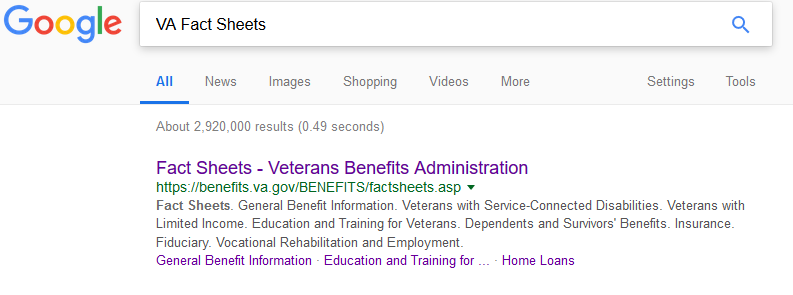 Google VA Fact Sheets
All News Images Shopping Videos More Settings Tools
About 2,920,000 results (0.49 seconds)
Fact Sheets - Veterans Benefits Administration
https://benefits.va.gov/BENEFITS/factsheets.asp
Fact Sheets. General Benefit Information. Veterans with Service-Connected Disabilities. Veterans with
Limited Income. Education and Training for Veterans. Dependents and Survivors' Benefits. Insurance.
Fiduciary. Vocational Rehabilitation and Employment.
General Benefit Information · Education and Training for ... · Home Loans